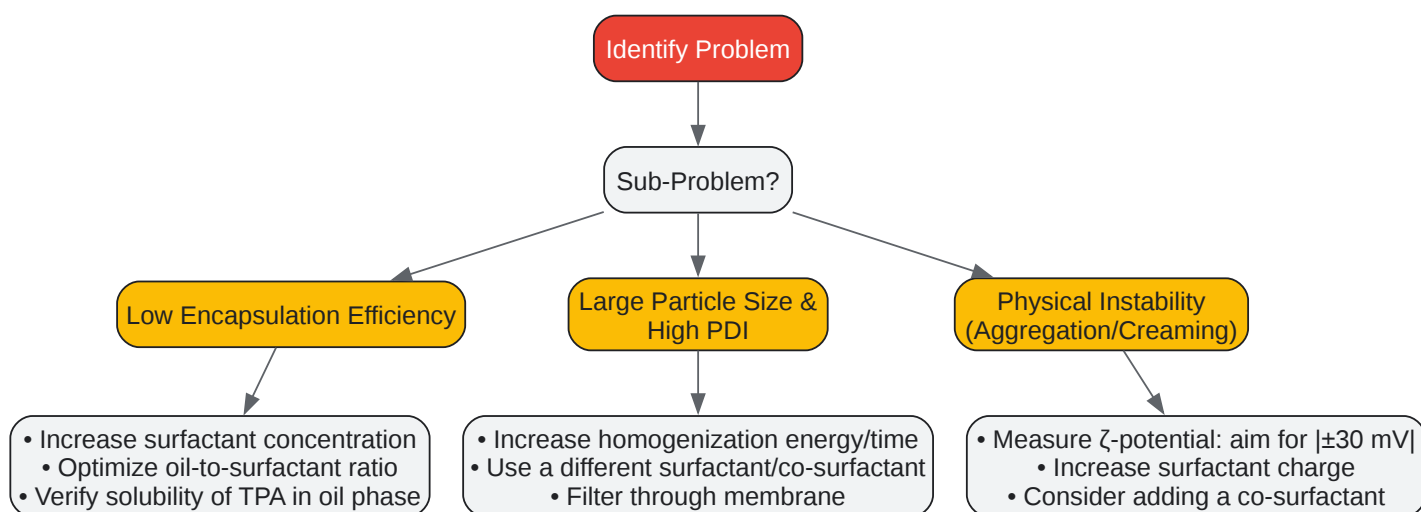 Identify Problem
Sub-Problem?
Low Encapsulation Efficiency
Large Particle Size &
High PDI
Physical Instability
(Aggregation/Creaming)
• Increase surfactant concentration
• Optimize oil-to-surfactant ratio
• Verify solubility of TPA in oil phase
• Increase homogenization energy/time
• Use a different surfactant/co-surfactant
• Filter through membrane
• Measure ζ-potential: aim for |±30 mV|
• Increase surfactant charge
• Consider adding a co-surfactant